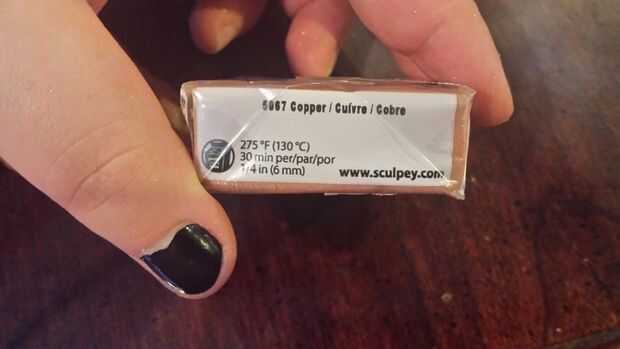 5067 Copper / Cuivre / Cobre
275 °F (130 °C)
30 min per/par/por
1/4 in (6 mm)
www.sculpey.com